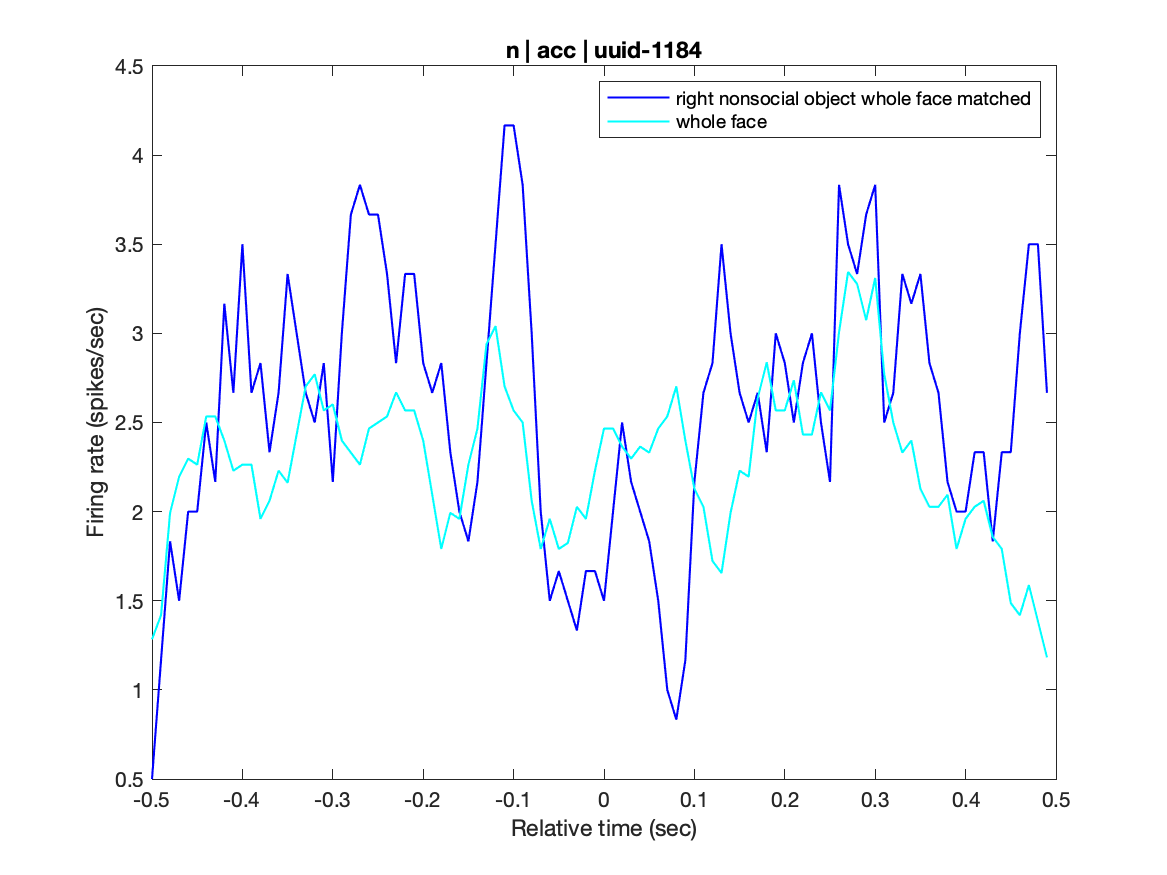 n | acc | uuid-1184
right nonsocial object whole face matched
whole face
Firing rate (spikes/sec)
4.5
4
3.5
3
2.5
2
1.5
1
0.5
-0.5 -0.4 -0.3 -0.2 -0.1 0 0.1 0.2 0.3 0.4 0.5
Relative time (sec)